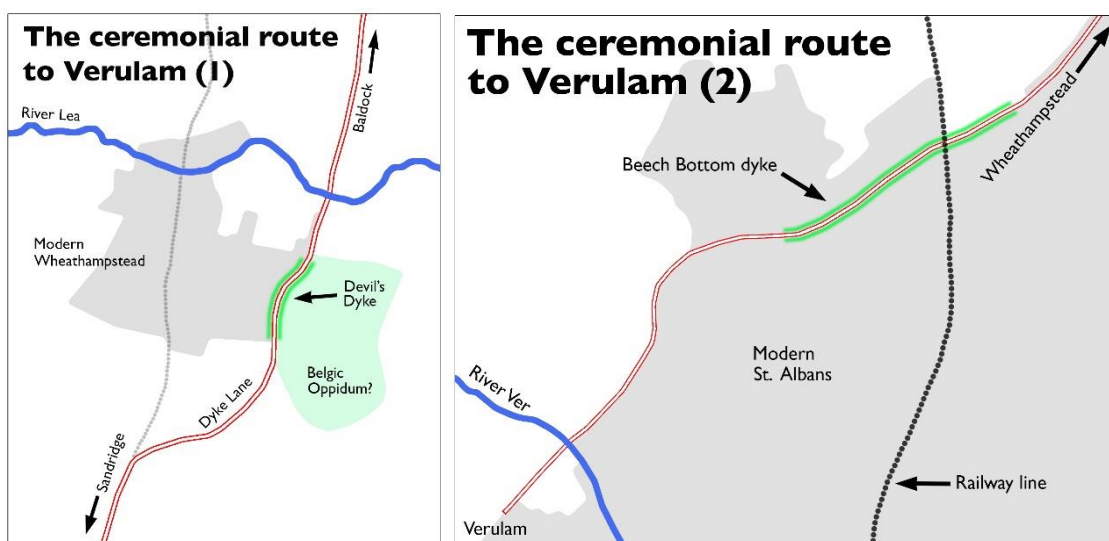 The ceremonial route
to Verulam (1)
Baldock
River Lea
Modern
Wheathampstead
Devil's
Dyke
Belgic
Oppidum?
Dyke Lane
Sandridge
The ceremonial route
to Verulam (2)
Wheathampstead
Beech Bottom dyke
Modern
St. Albans
River Ver
Railway line
Verulam